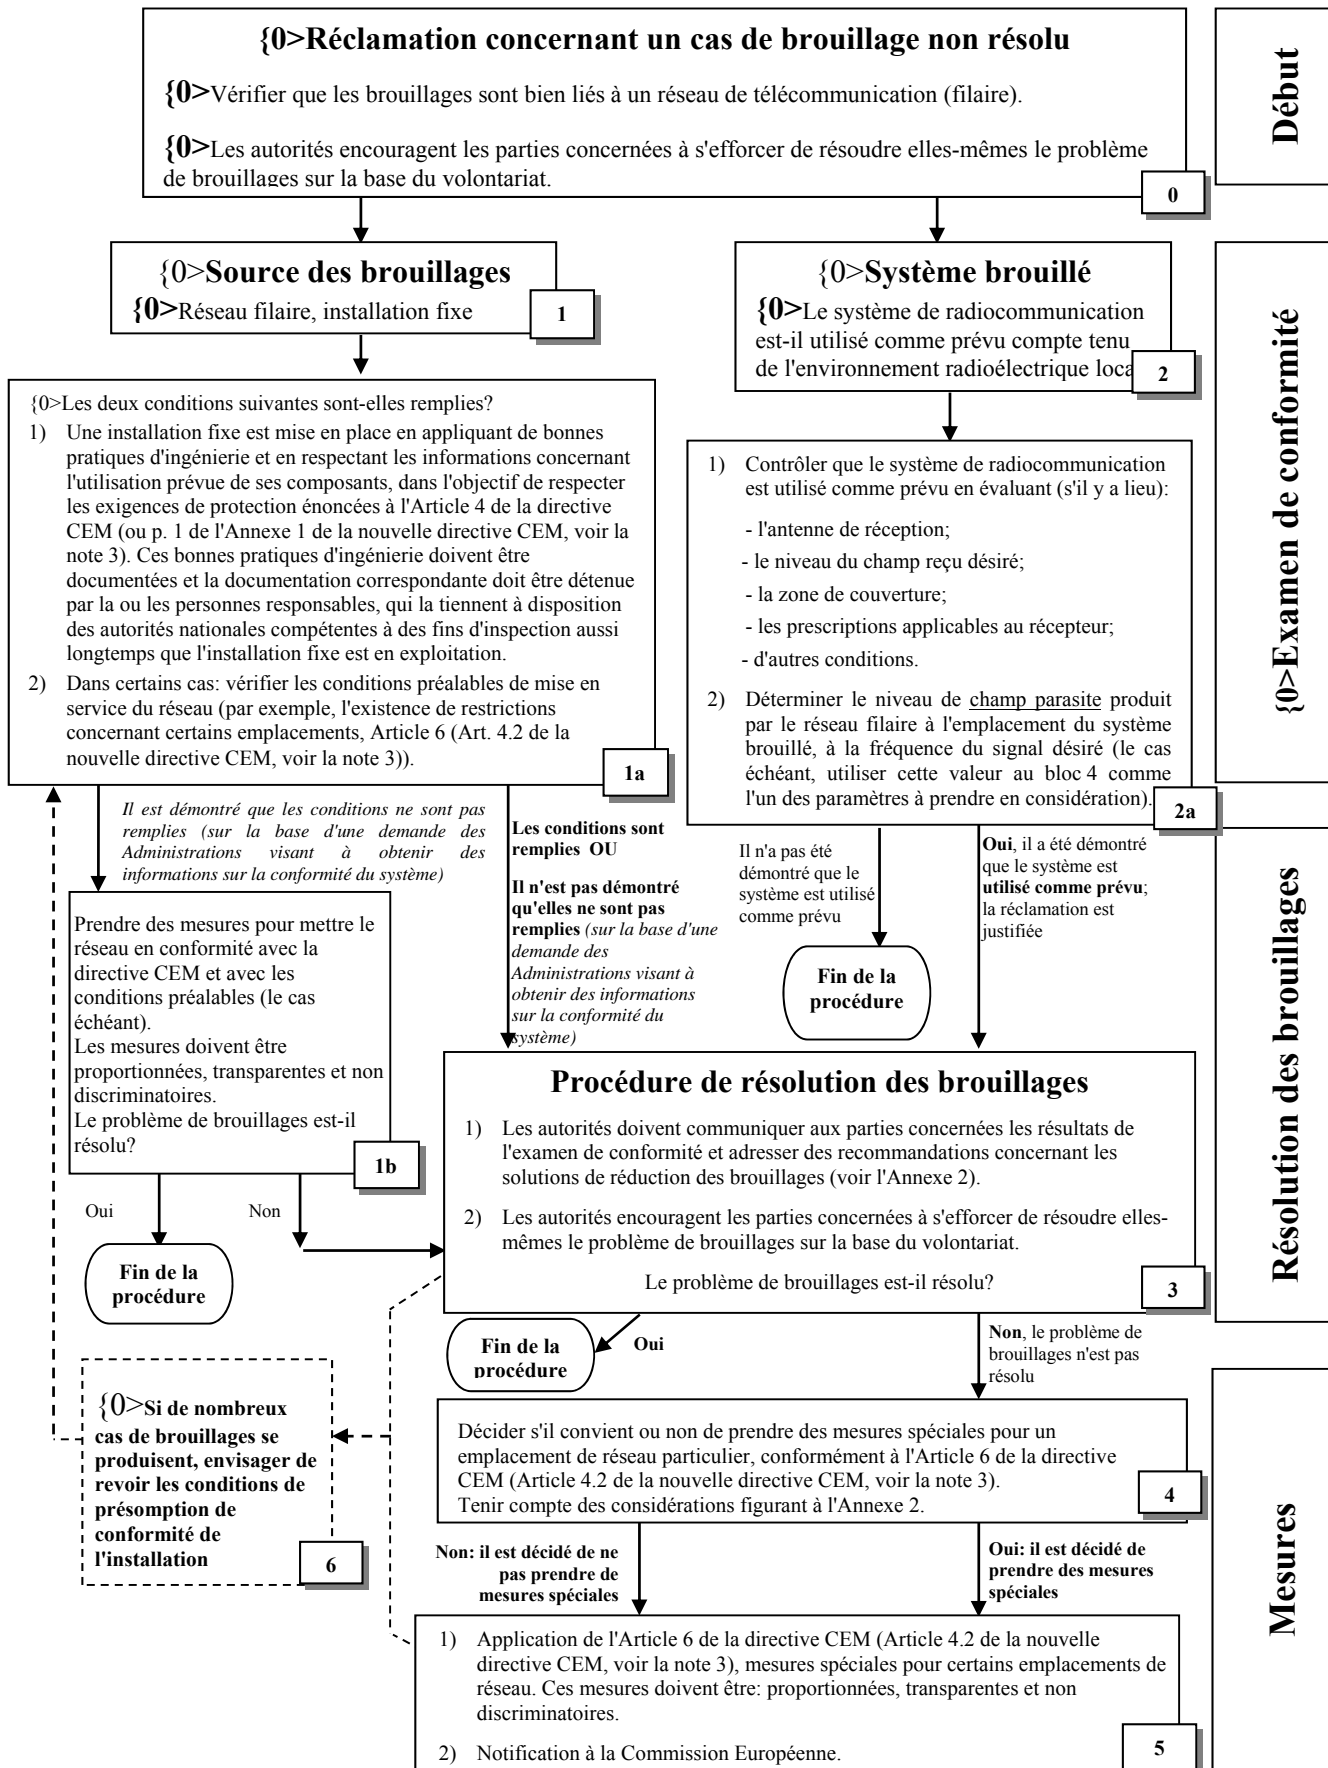 {0>Réclamation concernant un cas de brouillage non résolu
{0>Vérifier que les brouillages sont bien liés à un réseau de télécommunication (filaire).
{0>Les autorités encouragent les parties concernées à s'efforcer de résoudre elles-mêmes le problème
de brouillages sur la base du volontariat.
0
Début
{0>Source des brouillages
{0>Réseau filaire, installation fixe
1
{0>Système brouillé
{0>Le système de radiocommunication
est-il utilisé comme prévu compte tenu
de l'environnement radioélectrique loca
2
{0>Examen de conformité
{0>Les deux conditions suivantes sont-elles remplies?
1) Une installation fixe est mise en place en appliquant de bonnes
pratiques d'ingénierie et en respectant les informations concernant
l'utilisation prévue de ses composants, dans l'objectif de respecter
les exigences de protection énoncées à l'Article 4 de la directive
CEM (ou p. 1 de l'Annexe 1 de la nouvelle directive CEM, voir la
note 3). Ces bonnes pratiques d'ingénierie doivent être
documentées et la documentation correspondante doit être détenue
par la ou les personnes responsables, qui la tiennent à disposition
des autorités nationales compétentes à des fins d'inspection aussi
longtemps que l'installation fixe est en exploitation.
2) Dans certains cas: vérifier les conditions préalables de mise en
service du réseau (par exemple, l'existence de restrictions
concernant certains emplacements, Article 6 (Art. 4.2 de la
nouvelle directive CEM, voir la note 3)).
1a
1) Contrôler que le système de radiocommunication
est utilisé comme prévu en évaluant (s'il y a lieu):
- l'antenne de réception;
- le niveau du champ reçu désiré;
- la zone de couverture;
- les prescriptions applicables au récepteur;
- d'autres conditions.
2) Déterminer le niveau de champ parasite produit
par le réseau filaire à l'emplacement du système
brouillé, à la fréquence du signal désiré (le cas
échéant, utiliser cette valeur au bloc 4 comme
l'un des paramètres à prendre en considération).
2a
Il est démontré que les conditions ne sont pas
remplies (sur la base d'une demande des
Administrations visant à obtenir des
informations sur la conformité du système)
Les conditions sont
remplies OU
Il n'est pas démontré
qu'elles ne sont pas
remplies (sur la base d'une
demande des
Administrations visant à
obtenir des informations
sur la conformité du
système)
Il n'a pas été
démontré que le
système est utilisé
comme prévu
Oui, il a été démontré
que le système est
utilisé comme prévu;
la réclamation est
justifiée
Fin de la
procédure
Résolution des brouillages
Prendre des mesures pour mettre le
réseau en conformité avec la
directive CEM et avec les
conditions préalables (le cas
échéant).
Les mesures doivent être
proportionnées, transparentes et non
discriminatoires.
Le problème de brouillages est-il
résolu?
1b
Oui
Non
Fin de la
procédure
Procédure de résolution des brouillages
1) Les autorités doivent communiquer aux parties concernées les résultats de
l'examen de conformité et adresser des recommandations concernant les
solutions de réduction des brouillages (voir l'Annexe 2).
2) Les autorités encouragent les parties concernées à s'efforcer de résoudre elles-
mêmes le problème de brouillages sur la base du volontariat.
Le problème de brouillages est-il résolu?
3
Fin de la
procédure
Oui
Non, le problème de
brouillages n'est pas
résolu
{0>Si de nombreux
cas de brouillages se
produisent, envisager de
revoir les conditions de
présomption de
conformité de
l'installation
6
Décider s'il convient ou non de prendre des mesures spéciales pour un
emplacement de réseau particulier, conformément à l'Article 6 de la directive
CEM (Article 4.2 de la nouvelle directive CEM, voir la note 3).
Tenir compte des considérations figurant à l'Annexe 2.
4
Mesures
Non: il est décidé de ne
pas prendre de
mesures spéciales
Oui: il est décidé de
prendre des mesures
spéciales
1) Application de l'Article 6 de la directive CEM (Article 4.2 de la nouvelle
directive CEM, voir la note 3), mesures spéciales pour certains emplacements de
réseau. Ces mesures doivent être: proportionnées, transparentes et non
discriminatoires.
2) Notification à la Commission Européenne.
5